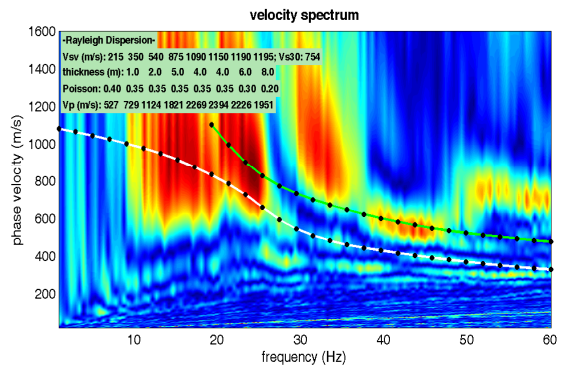 velocity spectrum
-Rayleigh Dispersion-
Vsv (m/s): 215 350 540 875 1090 1150 1190 1195; Vs30: 754
thickness (m): 1.0 2.0 5.0 4.0 4.0 6.0 8.0
Poisson: 0.40 0.35 0.35 0.35 0.35 0.35 0.30 0.20
Vp (m/s): 527 729 1124 1821 2269 2394 2226 1951
1600
1400
1200
1000
800
600
400
200
phase velocity (m/s)
10 20 30 40 50 60
frequency (Hz)